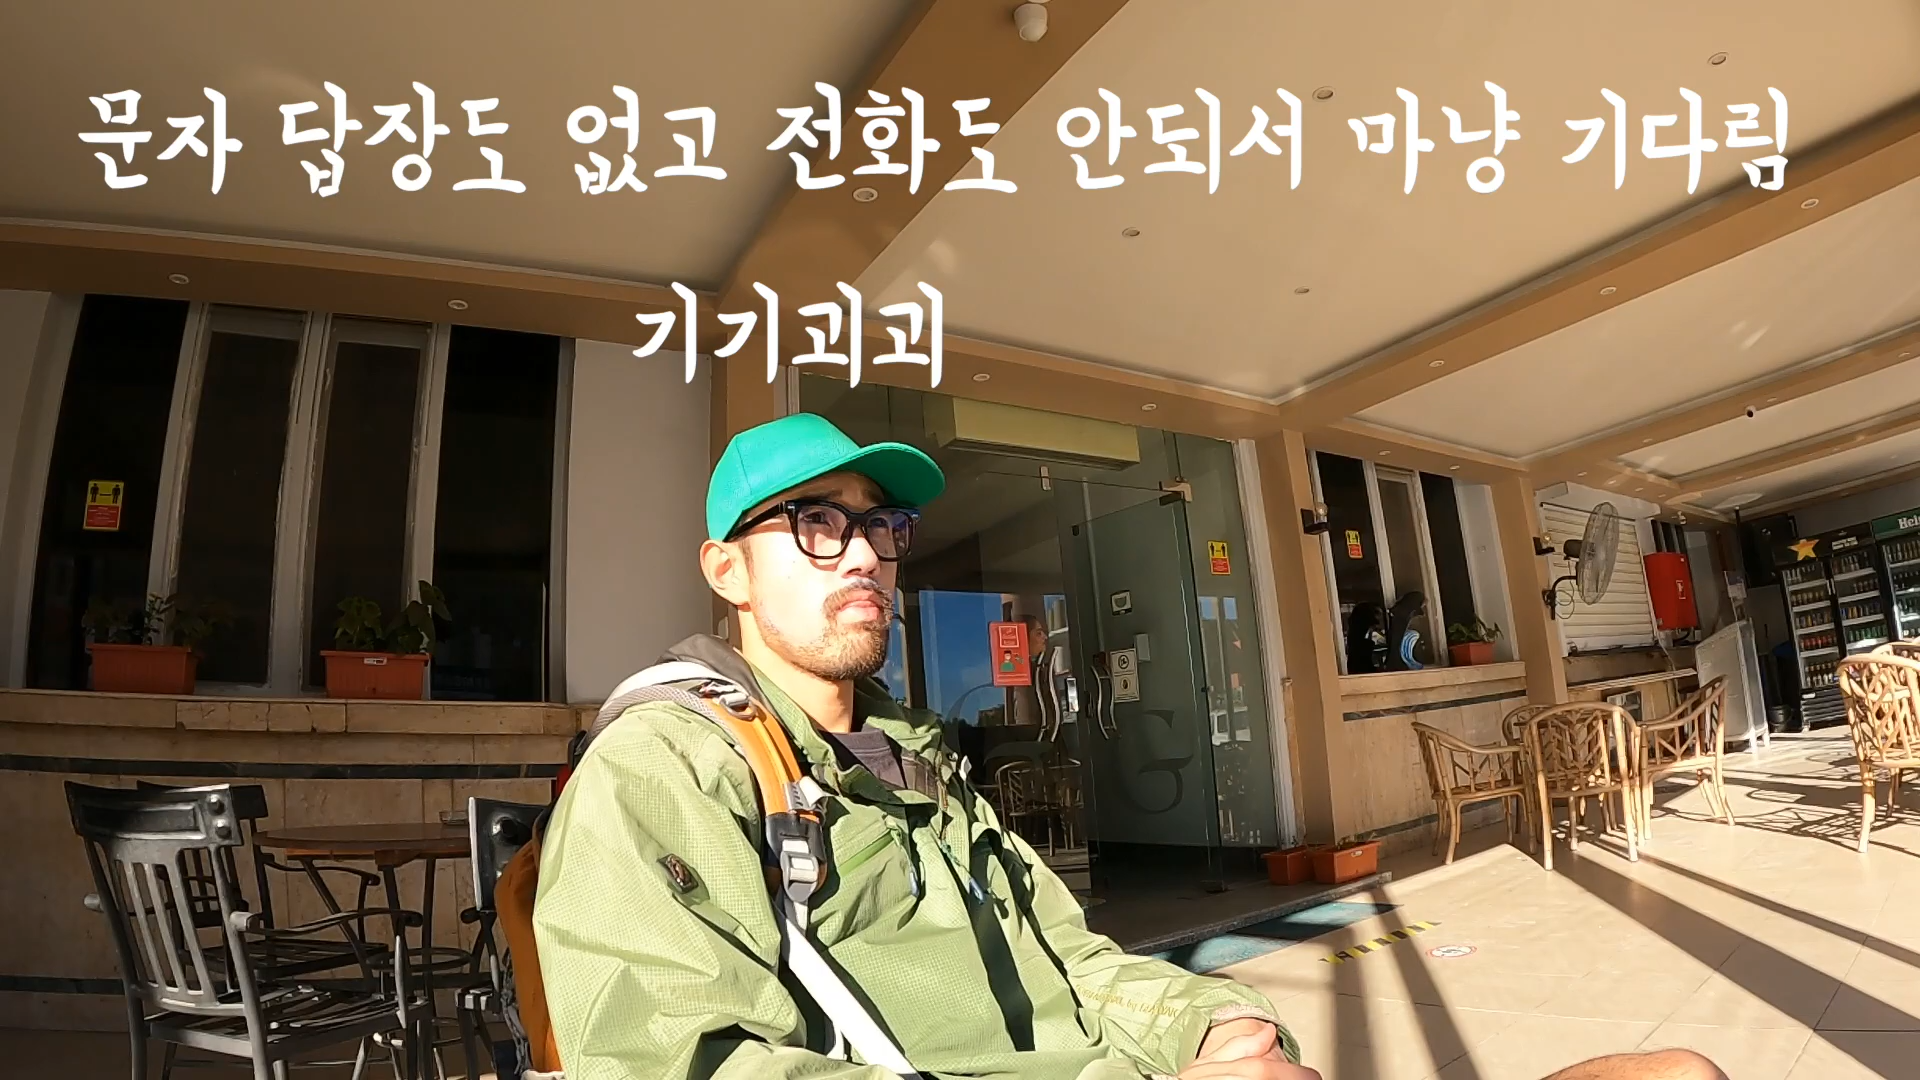 문자 답장도 없고 전화도 안되서 마냥 기다림
기기괴괴